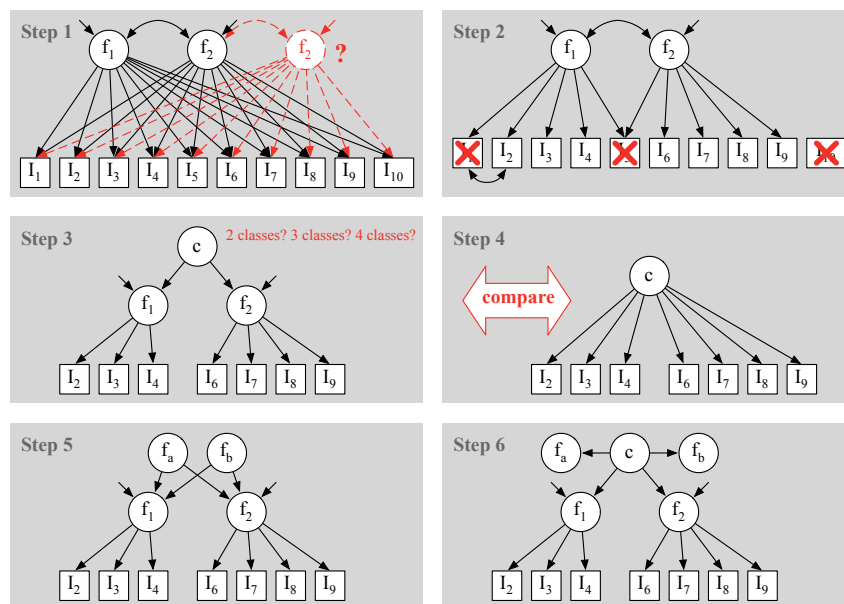 Step 1
f1 f2 f2 ?
I1 I2 I3 I4 I5 I6 I7 I8 I9 I10
Step 2
f1 f2
I2 I3 I4 I6 I7 I8 I9
Step 3
c 2 classes? 3 classes? 4 classes?
f1 f2
I2 I3 I4 I6 I7 I8 I9
Step 4
compare
c
I2 I3 I4 I6 I7 I8 I9
Step 5
fa fb
f1 f2
I2 I3 I4 I6 I7 I8 I9
Step 6
fa c fb
f1 f2
I2 I3 I4 I6 I7 I8 I9